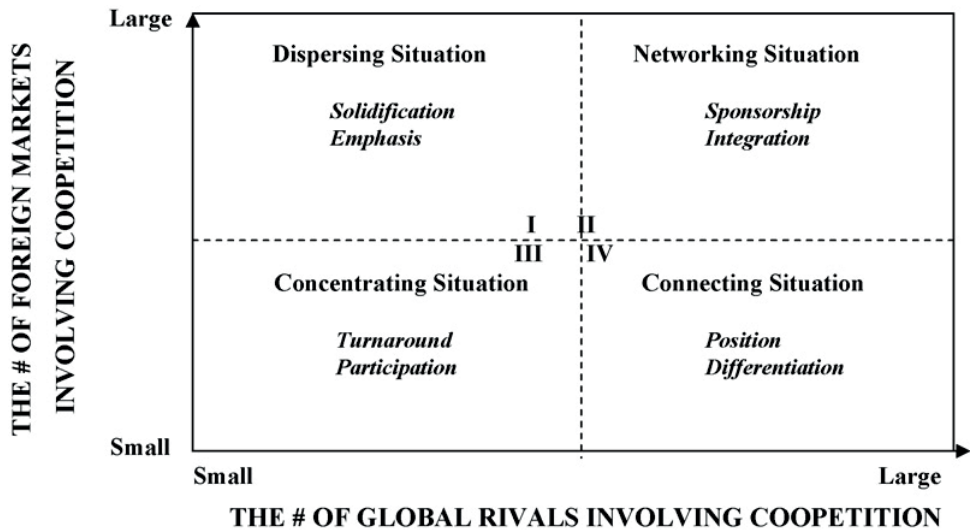 THE # OF FOREIGN MARKETS
INVOLVING COOPETITION
Large
Dispersing Situation
Solidification
Emphasis
Networking Situation
Sponsorship
Integration
I
II
III
IV
Concentrating Situation
Turnaround
Participation
Connecting Situation
Position
Differentiation
Small
Small
Large
THE # OF GLOBAL RIVALS INVOLVING COOPETITION